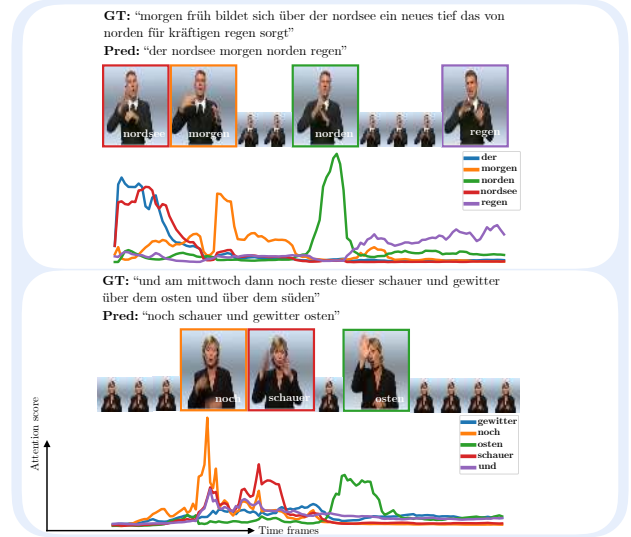 GT: “morgen früh bildet sich über der nordsee ein neues tief das von
norden für kräftigen regen sorgt”
Pred: “der nordsee morgen norden regen”
nordsee
morgen
norden
regen
der
morgen
norden
nordsee
regen
GT: “und am mittwoch dann noch reste dieser schauer und gewitter
über dem osten und über dem süden”
Pred: “noch schauer und gewitter osten”
noch
schauer
osten
gewitter
noch
osten
schauer
und
Attention score
Time frames